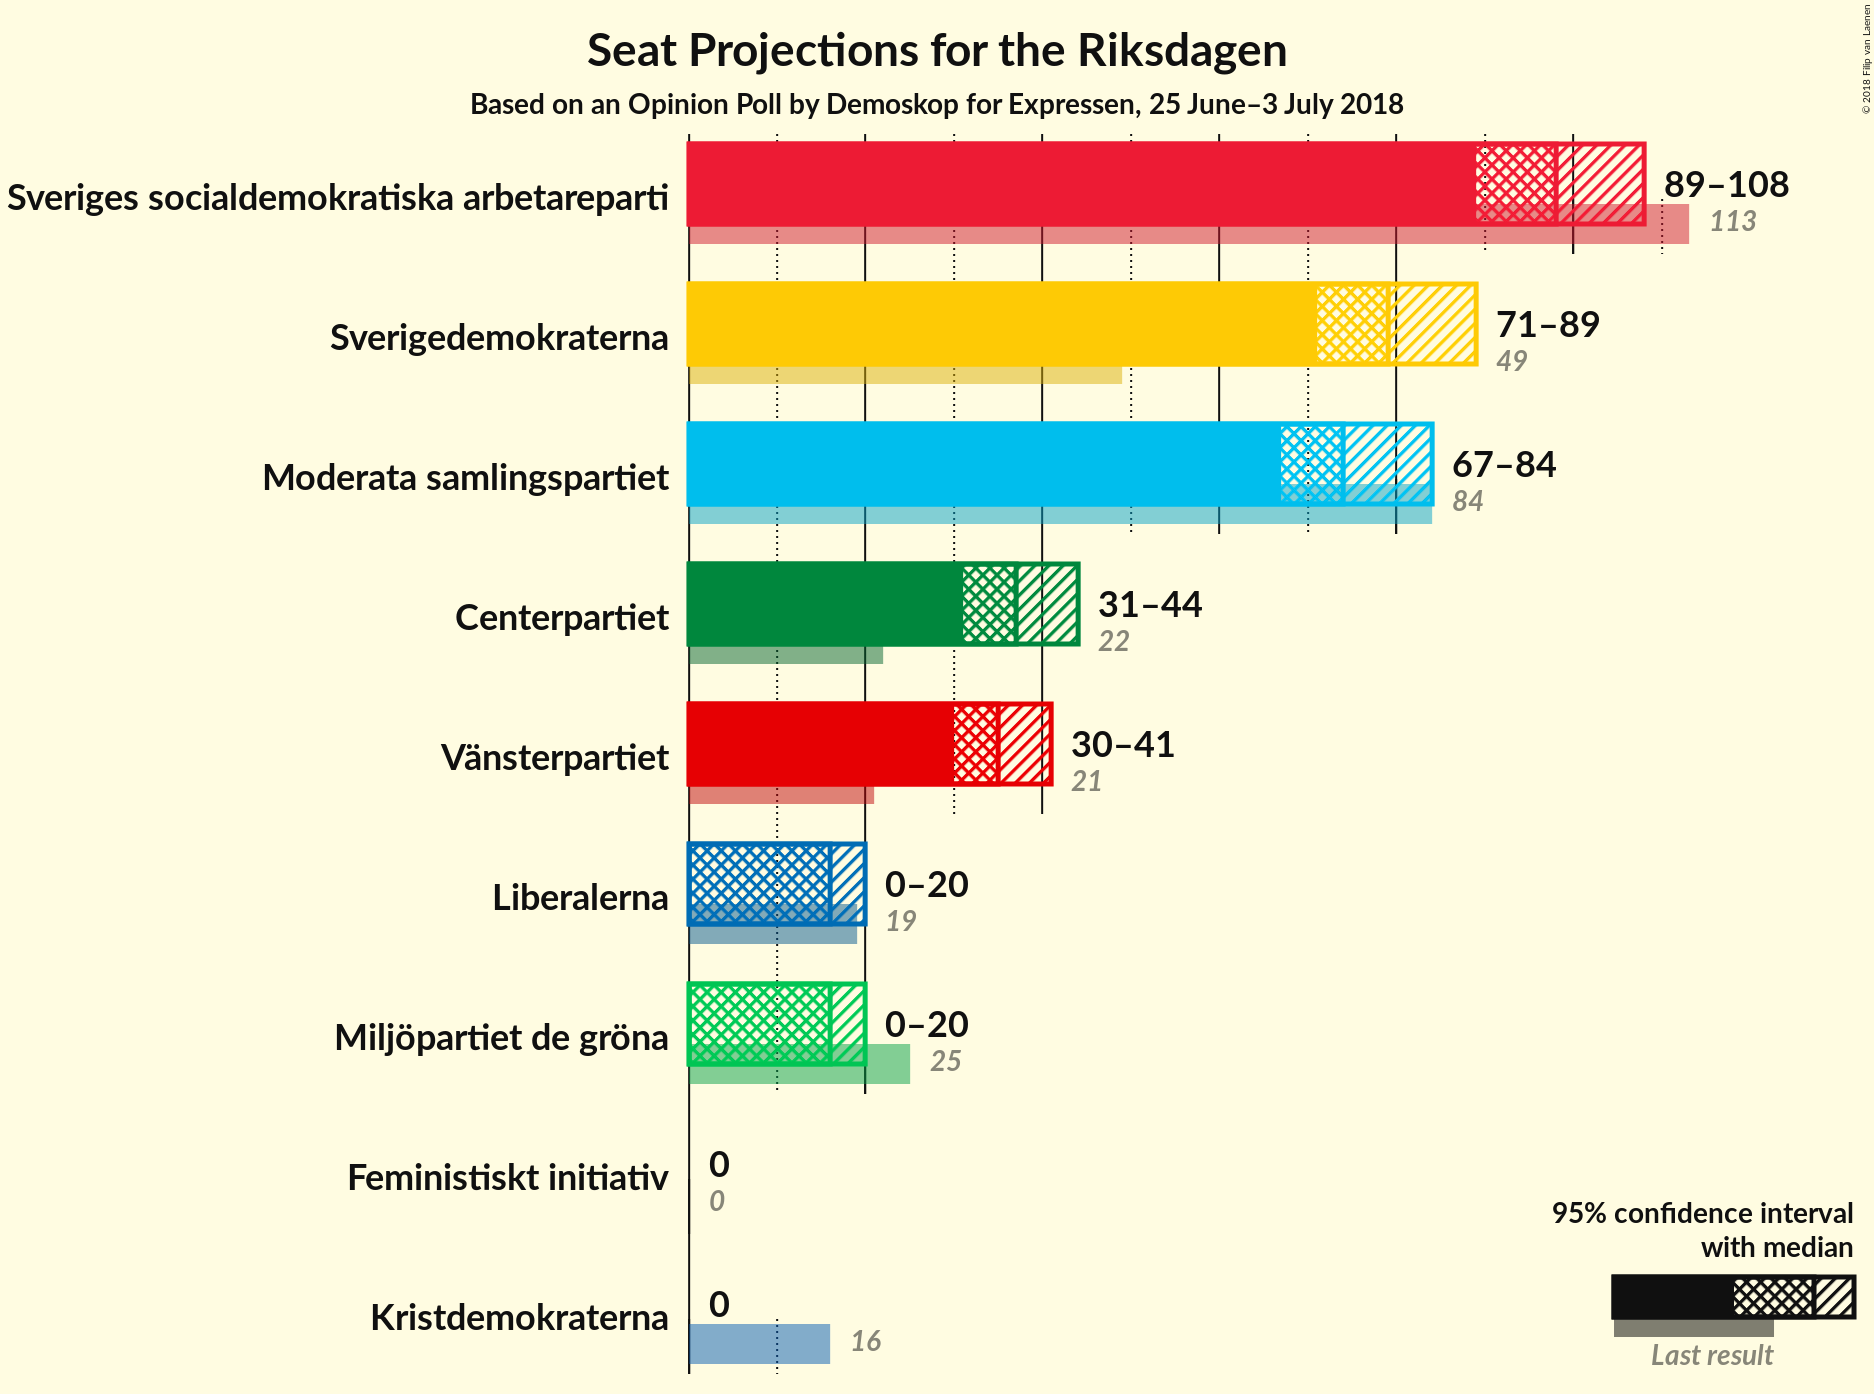 Seat Projections for the Riksdagen
Based on an Opinion Poll by Demoskop for Expressen, 25 June–3 July 2018
© 2018 Filip van Laenen
Sveriges socialdemokratiska arbetareparti
89–108
113
Sverigedemokraterna
71–89
49
Moderata samlingspartiet
67–84
84
Centerpartiet
31–44
22
Vänsterpartiet
30–41
21
Liberalerna
0–20
19
Miljöpartiet de gröna
0–20
25
Feministiskt initiativ
0
0
Kristdemokraterna
0
16
95% confidence interval
with median
Last result